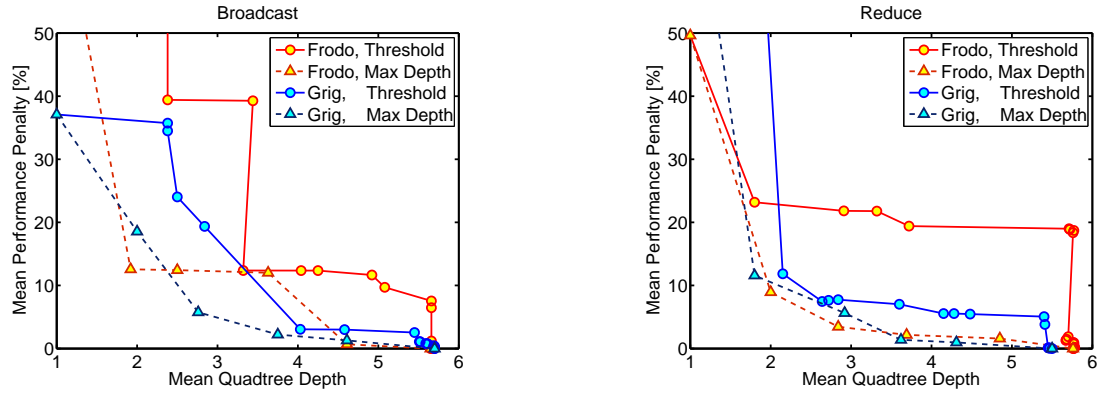 Broadcast
50
40
30
20
10
0
1 2 3 4 5 6
Mean Performance Penalty [%]
Mean Quadtree Depth
Frodo, Threshold
Frodo, Max Depth
Grig, Threshold
Grig, Max Depth
Reduce
50
40
30
20
10
0
1 2 3 4 5 6
Mean Performance Penalty [%]
Mean Quadtree Depth
Frodo, Threshold
Frodo, Max Depth
Grig, Threshold
Grig, Max Depth